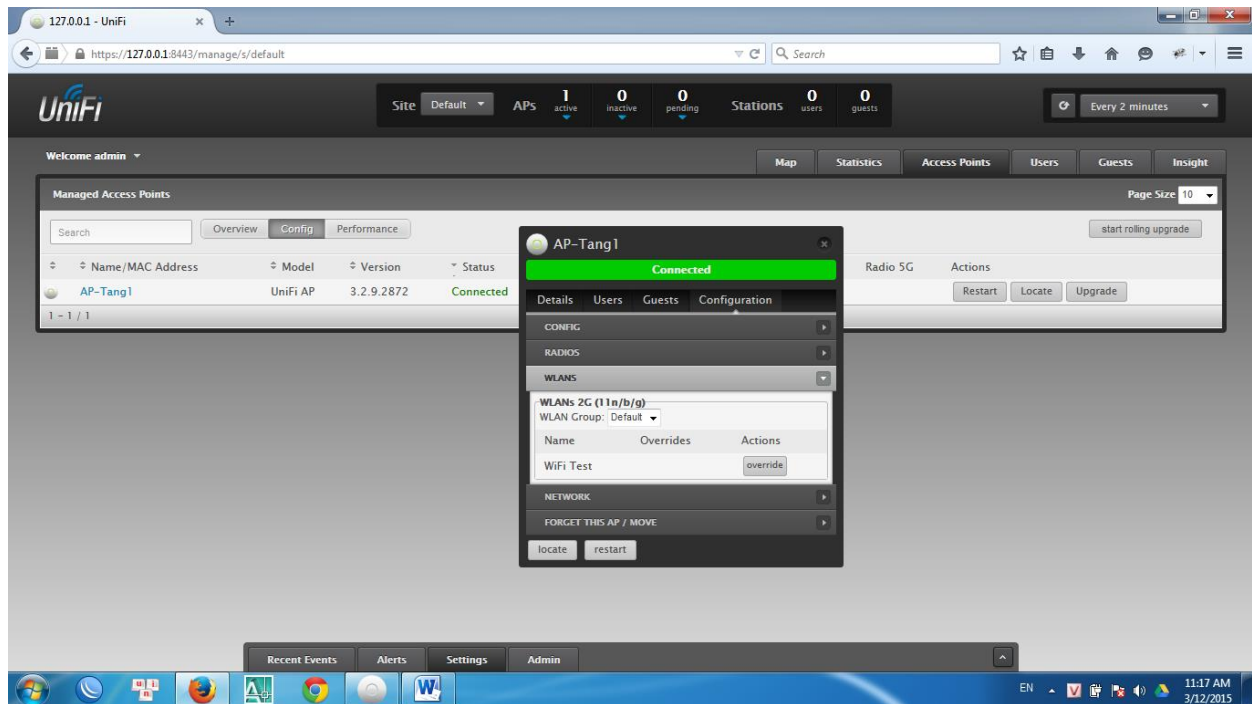 127.0.0.1 - UniFi
https://127.0.0.1:8443/manage/s/default
Search
UniFi
Site Default APs 1 active 0 inactive 0 pending Stations 0 users 0 guests
Every 2 minutes
Welcome admin
Map Statistics Access Points Users Guests Insight
Managed Access Points
Page Size 10
Search
Overview Config Performance
start rolling upgrade
Name/MAC Address Model Version Status Radio 5G Actions
AP-Tang1 UniFi AP 3.2.9.2872 Connected Restart Locate Upgrade
1 - 1 / 1
AP-Tang1
Connected
Details Users Guests Configuration
CONFIG
RADIOS
WLANS
WLANs 2G (11n/b/g)
WLAN Group: Default
Name Overrides Actions
WiFi Test override
NETWORK
FORGET THIS AP / MOVE
locate restart
Recent Events Alerts Settings Admin
EN
11:17 AM
3/12/2015